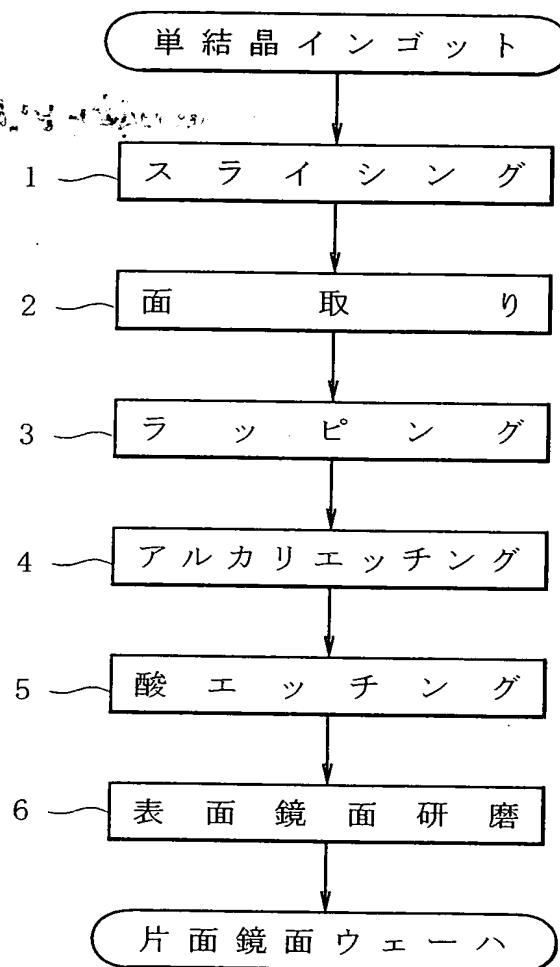 単結晶インゴット
1 スライシング
2 面取り
3 ラッピング
4 アルカリエッチング
5 酸エッチング
6 表面鏡面研磨
片面鏡面ウェーハ